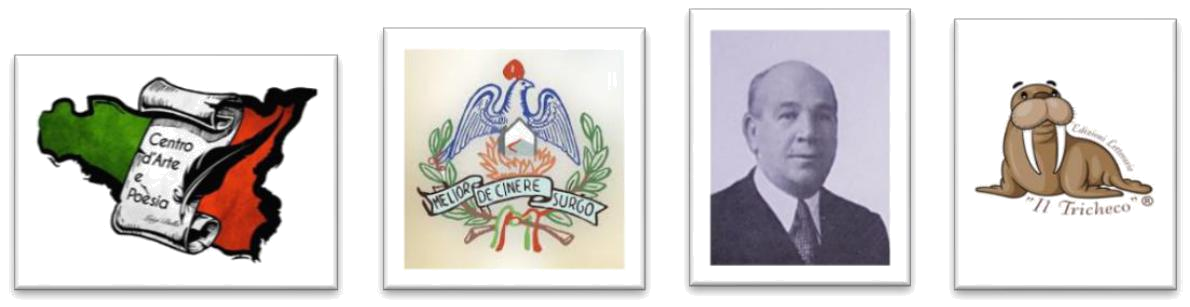 Centro
d'Arte
e
Poesia
MELIOR DE CINERE SURGO
Edizioni Letterarie
"Il Tricheco"®